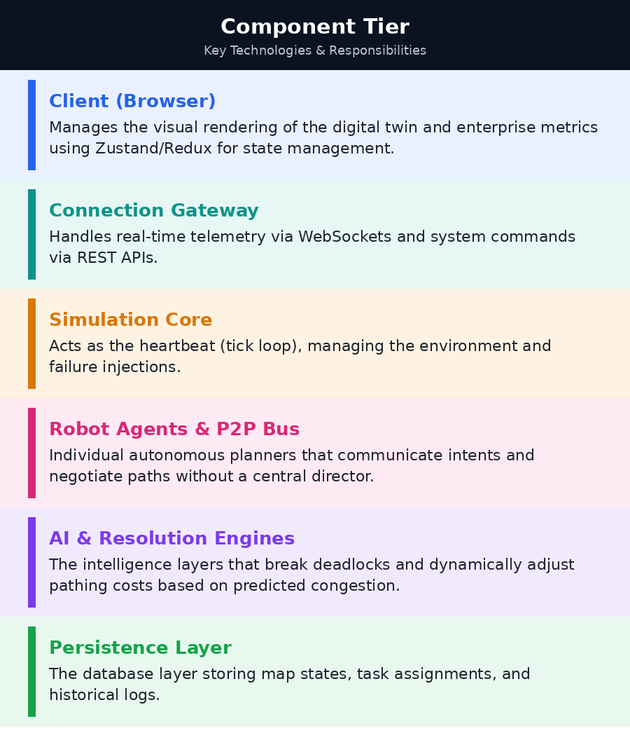 Component Tier
Key Technologies & Responsibilities
Client (Browser)
Manages the visual rendering of the digital twin and enterprise metrics
using Zustand/Redux for state management.
Connection Gateway
Handles real-time telemetry via WebSockets and system commands
via REST APIs.
Simulation Core
Acts as the heartbeat (tick loop), managing the environment and
failure injections.
Robot Agents & P2P Bus
Individual autonomous planners that communicate intents and
negotiate paths without a central director.
AI & Resolution Engines
The intelligence layers that break deadlocks and dynamically adjust
pathing costs based on predicted congestion.
Persistence Layer
The database layer storing map states, task assignments, and
historical logs.